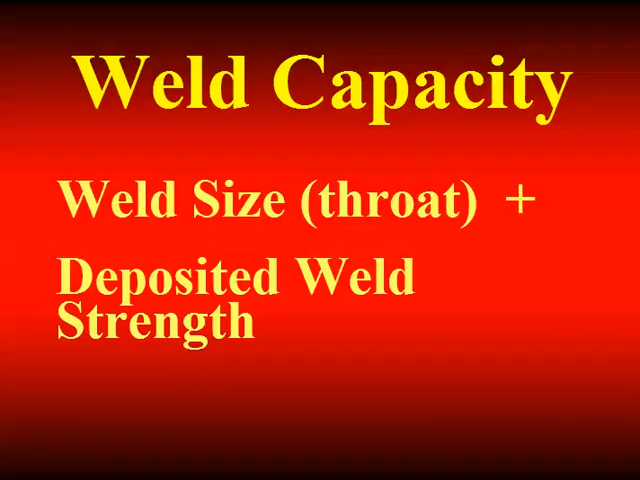 Weld Capacity
Weld Size (throat) +
Deposited Weld
Strength